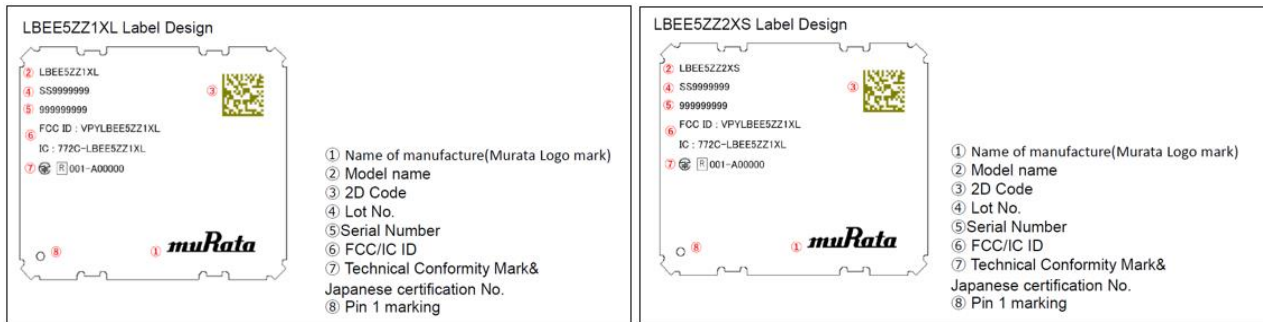 LBEE5ZZ1XL Label Design
② LBEE5ZZ1XL
④ SS9999999
③
⑤ 999999999
⑥ FCC ID : VPYLBEE5ZZ1XL
IC : 772C-LBEE5ZZ1XL
⑦ R 001-A00000
⑧
① muRata
① Name of manufacture(Murata Logo mark)
② Model name
③ 2D Code
④ Lot No.
⑤Serial Number
⑥ FCC/IC ID
⑦ Technical Conformity Mark&
Japanese certification No.
⑧ Pin 1 marking
LBEE5ZZ2XS Label Design
② LBEE5ZZ2XS
④ SS9999999
③
⑤ 999999999
⑥ FCC ID : VPYLBEE5ZZ1XL
IC : 772C-LBEE5ZZ1XL
⑦ R 001-A00000
⑧
① muRata
① Name of manufacture(Murata Logo mark)
② Model name
③ 2D Code
④ Lot No.
⑤Serial Number
⑥ FCC/IC ID
⑦ Technical Conformity Mark&
Japanese certification No.
⑧ Pin 1 marking